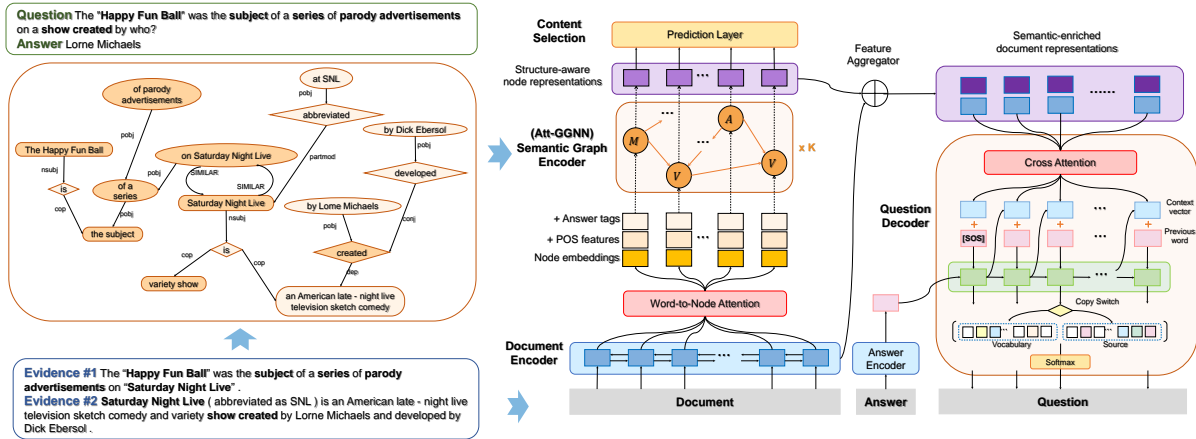 Question The "Happy Fun Ball" was the subject of a series of parody advertisements
on a show created by who?
Answer Lorne Michaels
of parody
advertisements
at SNL
pobj
abbreviated
by Dick Ebersol
pobj
pobj
The Happy Fun Ball
on Saturday Night Live
partmod
developed
nsubj
pobj
SIMILAR
is
of a
series
SIMILAR
Saturday Night Live
by Lorne Michaels
cop
pobj
nsubj
pobj
conj
the subject
is
created
cop
cop
dep
variety show
an American late - night live
television sketch comedy
Evidence #1 The "Happy Fun Ball" was the subject of a series of parody
advertisements on "Saturday Night Live" .
Evidence #2 Saturday Night Live ( abbreviated as SNL ) is an American late - night live
television sketch comedy and variety show created by Lorne Michaels and developed by
Dick Ebersol .
Content
Selection
Prediction Layer
Structure-aware
node representations
...
(Att-GGNN)
Semantic Graph
Encoder
M
...
A
...
V
V
x K
+ Answer tags
+ POS features
...
Node embeddings
Word-to-Node Attention
Document
Encoder
...
Document
Feature
Aggregator
Answer
Encoder
Answer
Semantic-enriched
document representations
......
Cross Attention
Question
Decoder
...
Context
vector
+
+
+
+
[SOS]
...
Previous
word
...
Copy Switch
...
...
Vocabulary
Source
Softmax
Question